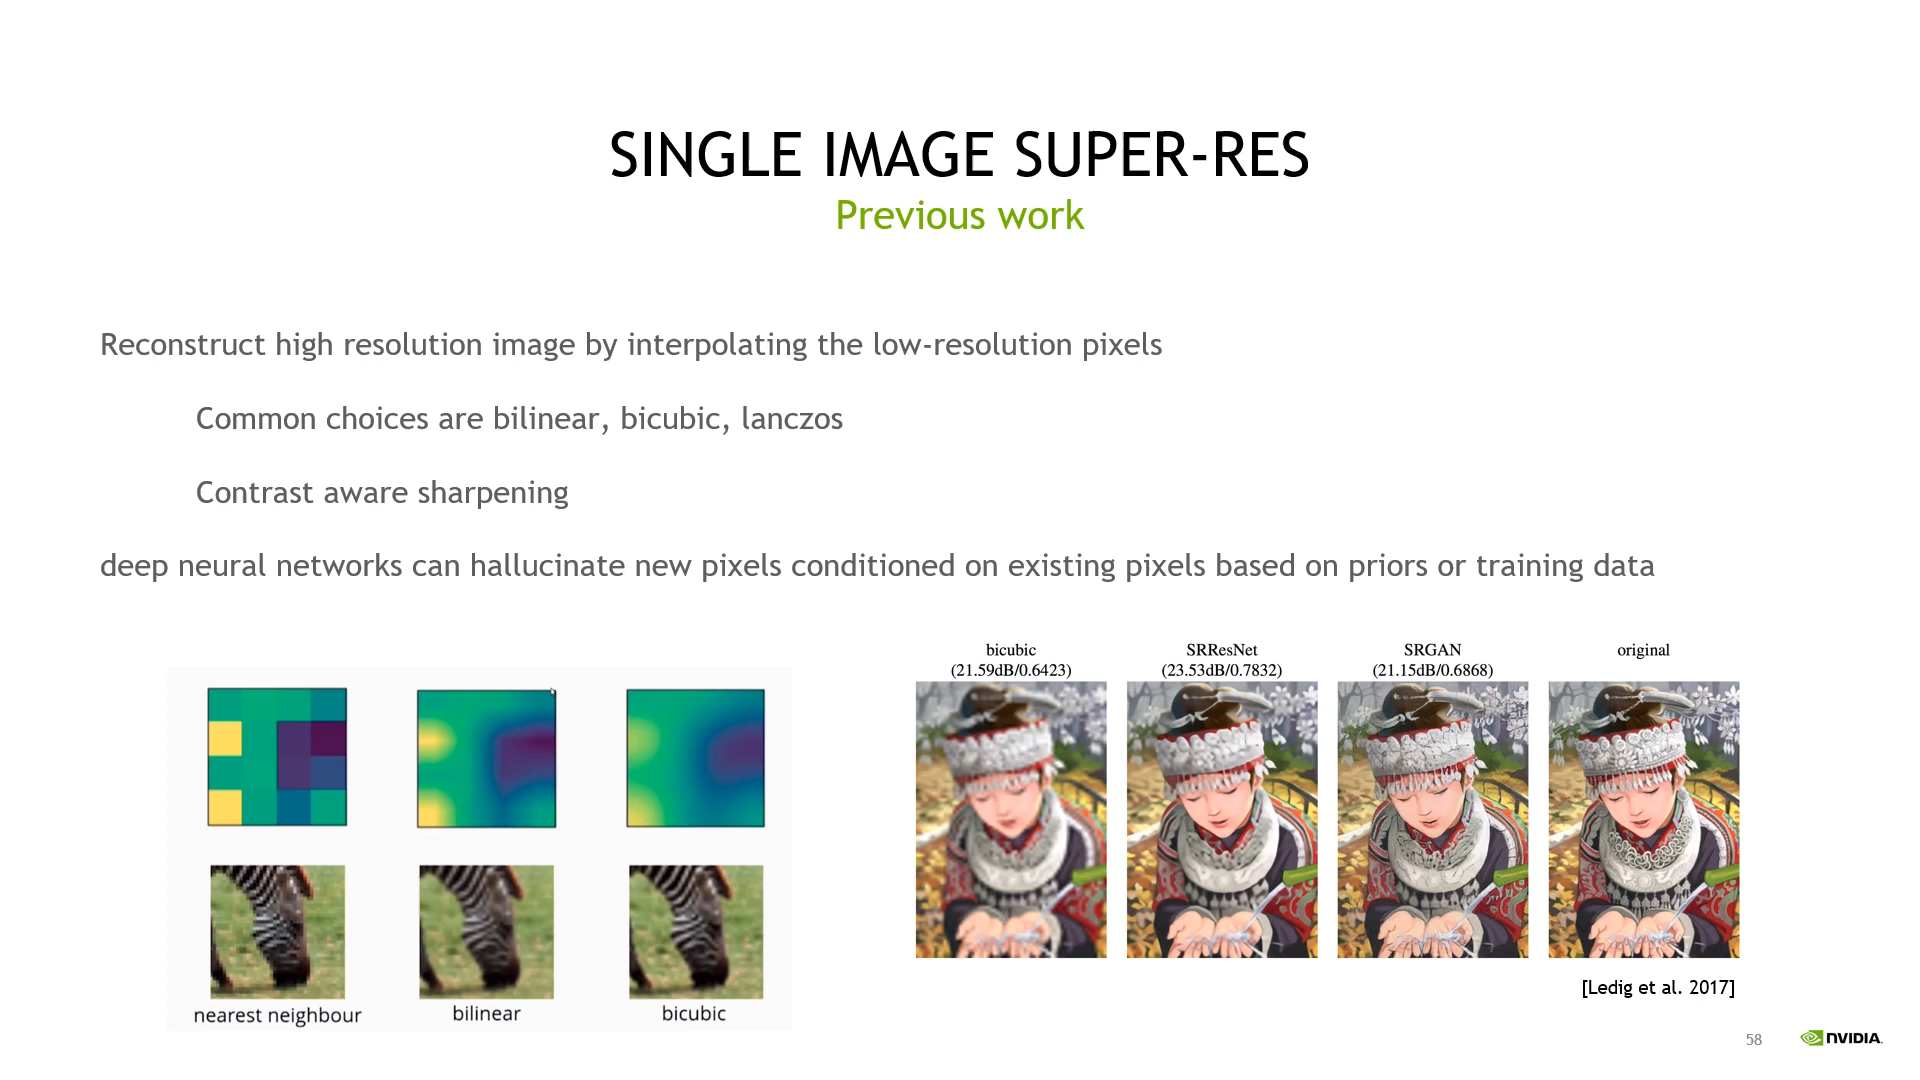 SINGLE IMAGE SUPER-RES
Previous work
Reconstruct high resolution image by interpolating the low-resolution pixels
Common choices are bilinear, bicubic, lanczos
Contrast aware sharpening
deep neural networks can hallucinate new pixels conditioned on existing pixels based on priors or training data
nearest neighbour
bilinear
bicubic
bicubic
(21.59dB/0.6423)
SRResNet
(23.53dB/0.7832)
SRGAN
(21.15dB/0.6868)
original
[Ledig et al. 2017]
58
NVIDIA.